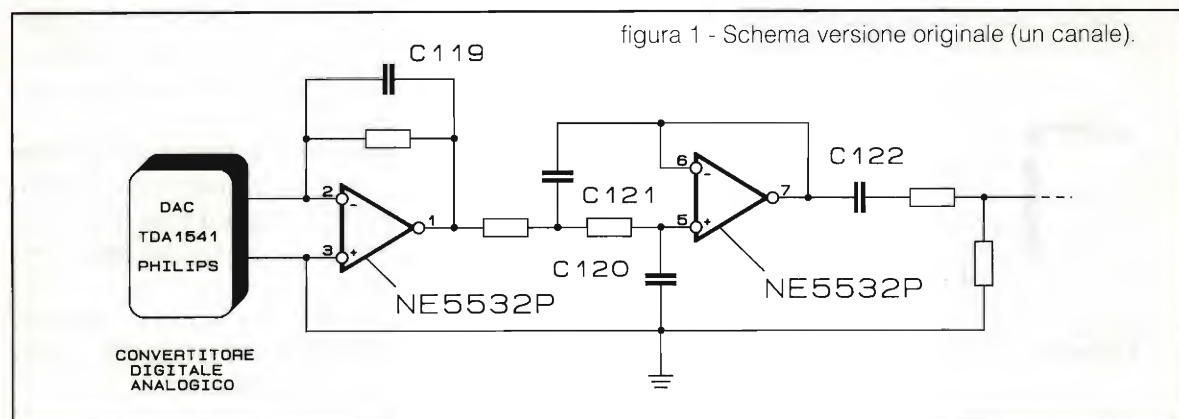 figura 1 - Schema versione originale (un canale).
C119
DAC
TDA1541
PHILIPS
2
-
3
+
1
NE5532P
C121
C120
6
-
5
+
7
NE5532P
C122
CONVERTITORE
DIGITALE
ANALOGICO